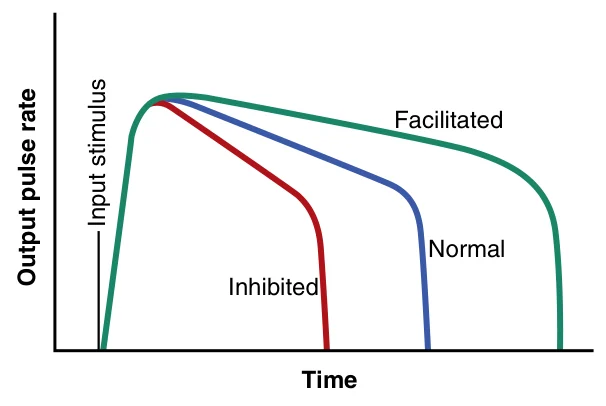 Output pulse rate
Input stimulus
Facilitated
Normal
Inhibited
Time